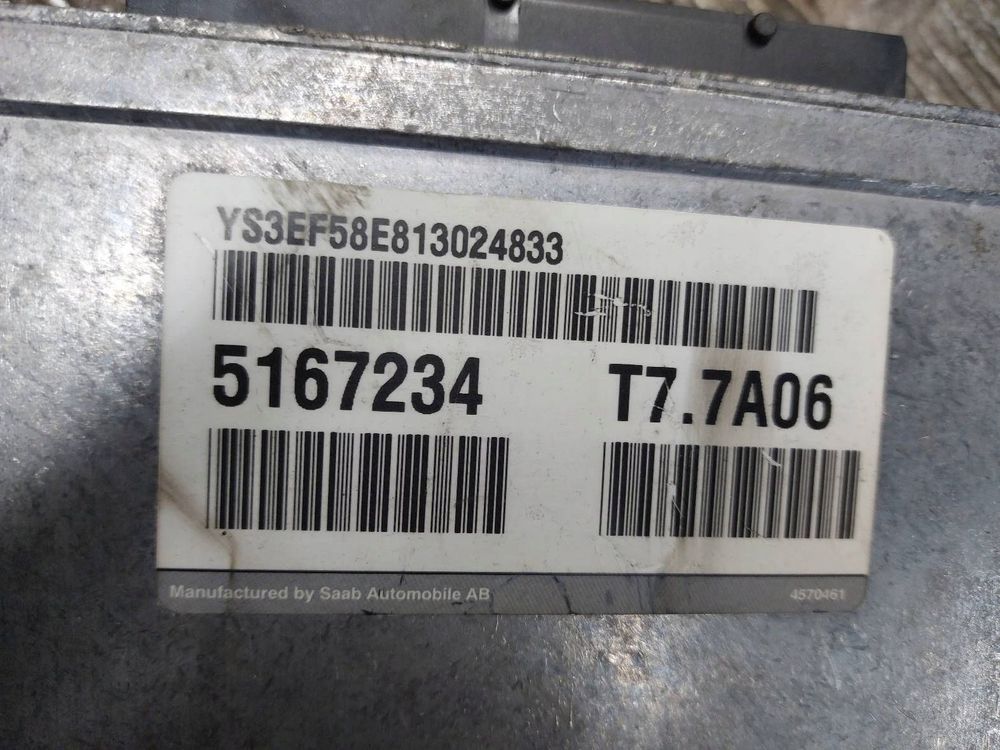 YS3EF58E813024833
5167234 T7.7A06
Manufactured by Saab Automobile AB 4570461